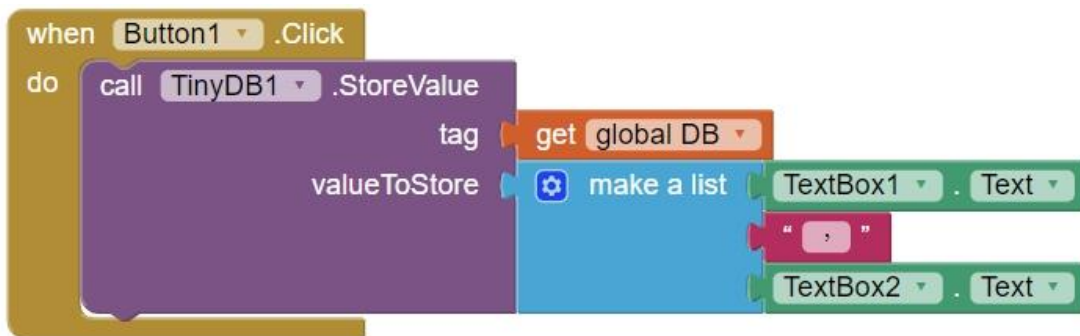 when Button1 .Click
do call TinyDB1 .StoreValue
tag get global DB
valueToStore make a list TextBox1 . Text
“ , ”
TextBox2 . Text